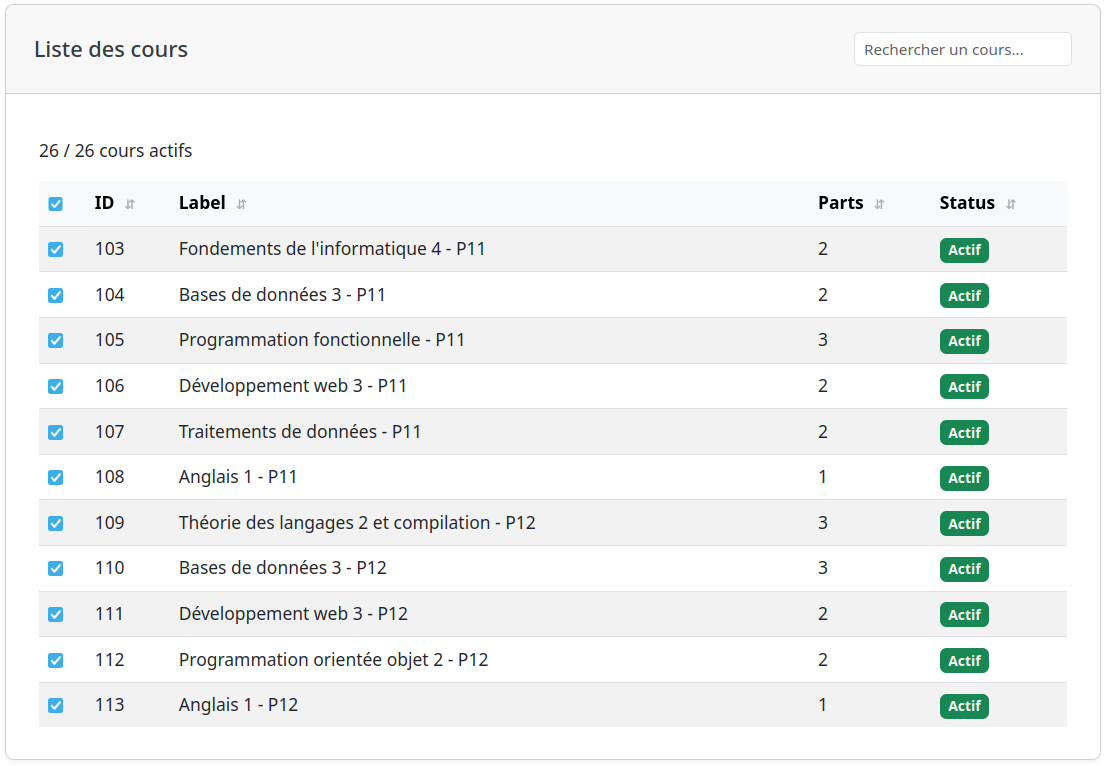 Liste des cours
Rechercher un cours...
26 / 26 cours actifs
ID Label Parts Status
103 Fondements de l'informatique 4 - P11 2 Actif
104 Bases de données 3 - P11 2 Actif
105 Programmation fonctionnelle - P11 3 Actif
106 Développement web 3 - P11 2 Actif
107 Traitements de données - P11 2 Actif
108 Anglais 1 - P11 1 Actif
109 Théorie des langages 2 et compilation - P12 3 Actif
110 Bases de données 3 - P12 3 Actif
111 Développement web 3 - P12 2 Actif
112 Programmation orientée objet 2 - P12 2 Actif
113 Anglais 1 - P12 1 Actif